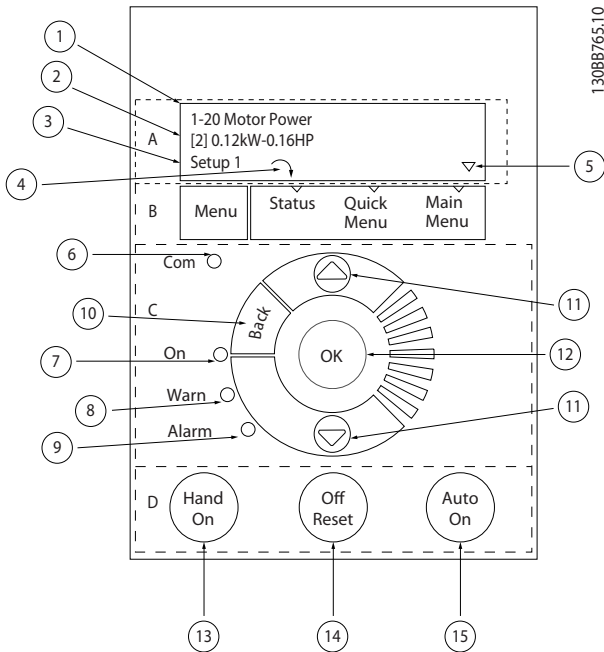 130BB765.10
1
2
3
4
5
A
1-20 Motor Power
[2] 0.12kW-0.16HP
Setup 1
B
Menu
Status
Quick
Menu
Main
Menu
6
Com
C
10
Back
11
7
On
OK
12
8
Warn
11
9
Alarm
D
Hand
On
Off
Reset
Auto
On
13
14
15